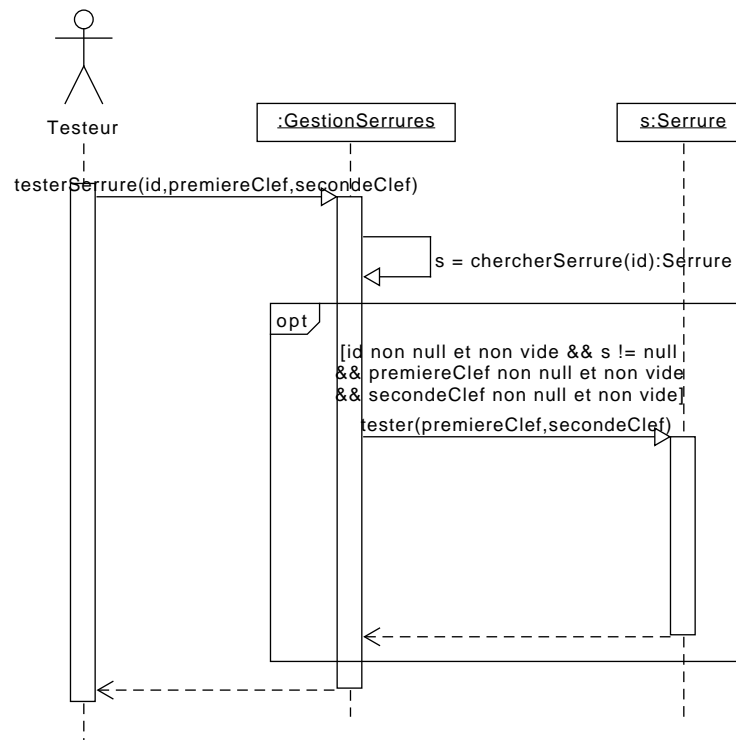 Testeur
:GestionSerrures
s:Serrure
testerSerrure(id,premiereClef,secondeClef)
s = chercherSerrure(id):Serrure
opt
[id non null et non vide && s != null
&& premiereClef non null et non vide
&& secondeClef non null et non vide]
tester(premiereClef,secondeClef)